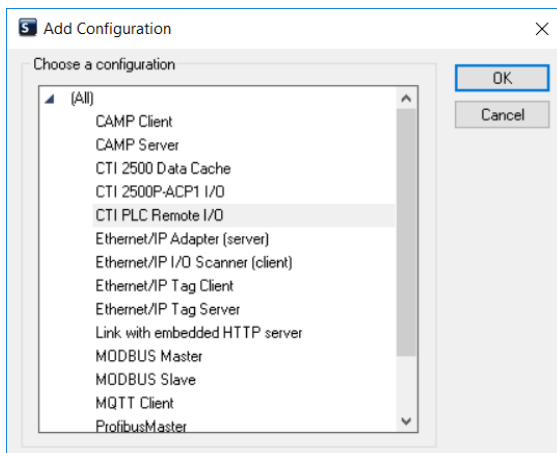 Add Configuration
Choose a configuration
(All)
CAMP Client
CAMP Server
CTI 2500 Data Cache
CTI 2500P-ACP1 I/O
CTI PLC Remote I/O
Ethernet/IP Adapter (server)
Ethernet/IP I/O Scanner (client)
Ethernet/IP Tag Client
Ethernet/IP Tag Server
Link with embedded HTTP server
MODBUS Master
MODBUS Slave
MQTT Client
ProfibusMaster
OK
Cancel